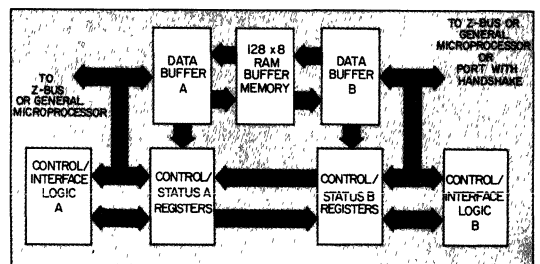 DATA
BUFFER
A
128 x 8
RAM
BUFFER
MEMORY
DATA
BUFFER
B
TO
Z-BUS
OR GENERAL
MICROPROCESSOR
TO Z-BUS OR
GENERAL
MICROPROCESSOR
OR
PORT WITH
HANDSHAKE
CONTROL/
INTERFACE
LOGIC
A
CONTROL/
STATUS A
REGISTERS
CONTROL/
STATUS B
REGISTERS
CONTROL/
INTERFACE
LOGIC
B